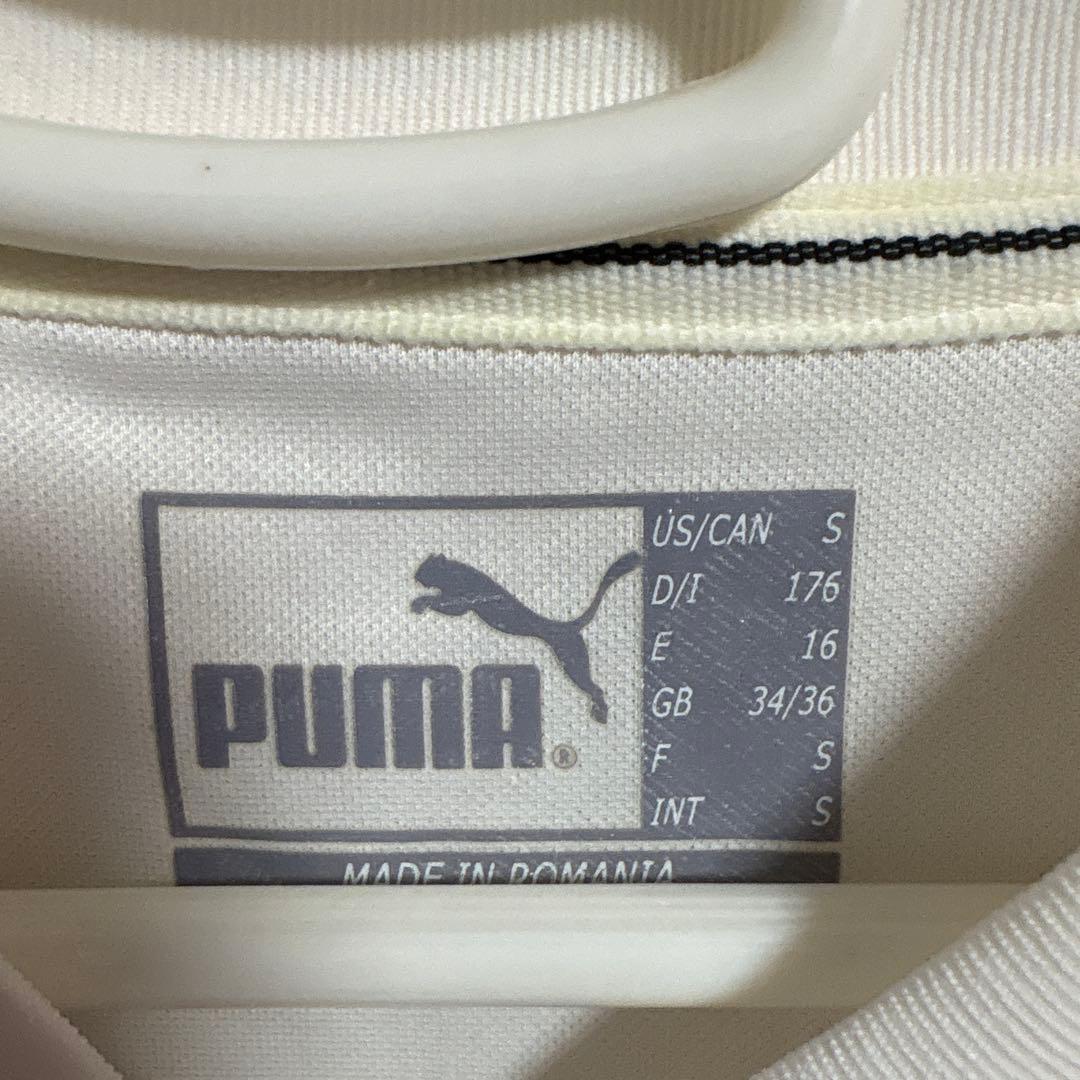 PUMA®
US/CAN S
D/I 176
E 16
GB 34/36
F S
INT S
MADE IN ROMANIA